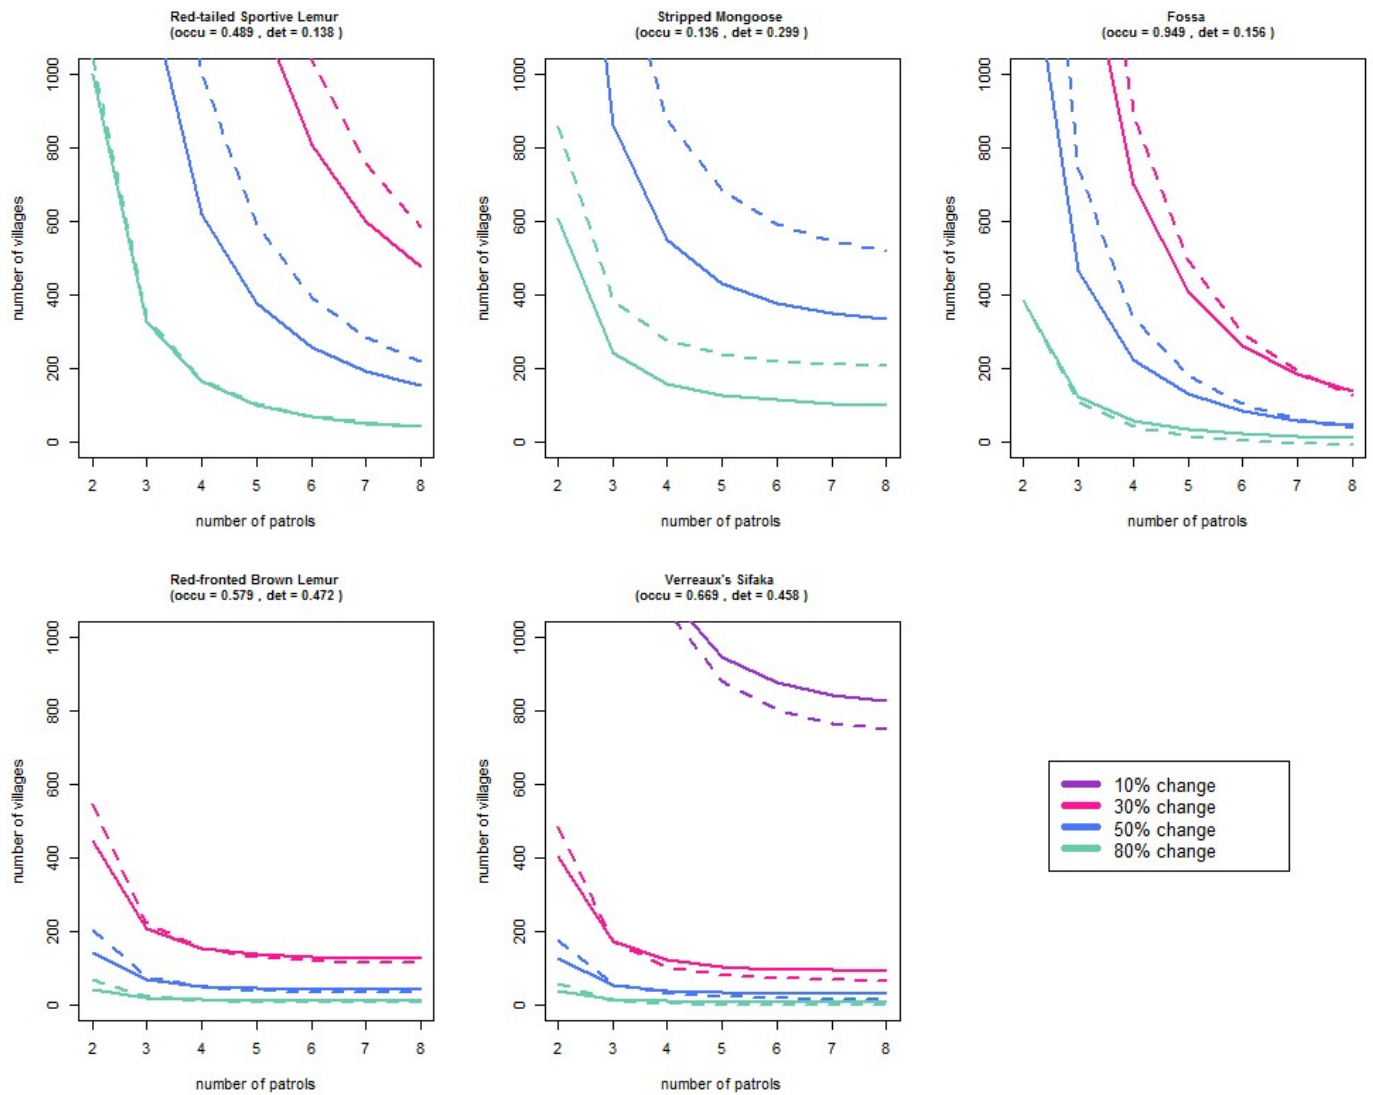 Red-tailed Sportive Lemur
(occu = 0.489 , det = 0.138 )
number of villages
1000
800
600
400
200
0
2 3 4 5 6 7 8
number of patrols
Stripped Mongoose
(occu = 0.136 , det = 0.299 )
number of villages
1000
800
600
400
200
0
2 3 4 5 6 7 8
number of patrols
Fossa
(occu = 0.949 , det = 0.156 )
number of villages
1000
800
600
400
200
0
2 3 4 5 6 7 8
number of patrols
Red-fronted Brown Lemur
(occu = 0.579 , det = 0.472 )
number of villages
1000
800
600
400
200
0
2 3 4 5 6 7 8
number of patrols
Verreaux's Sifaka
(occu = 0.669 , det = 0.458 )
number of villages
1000
800
600
400
200
0
2 3 4 5 6 7 8
number of patrols
10% change
30% change
50% change
80% change